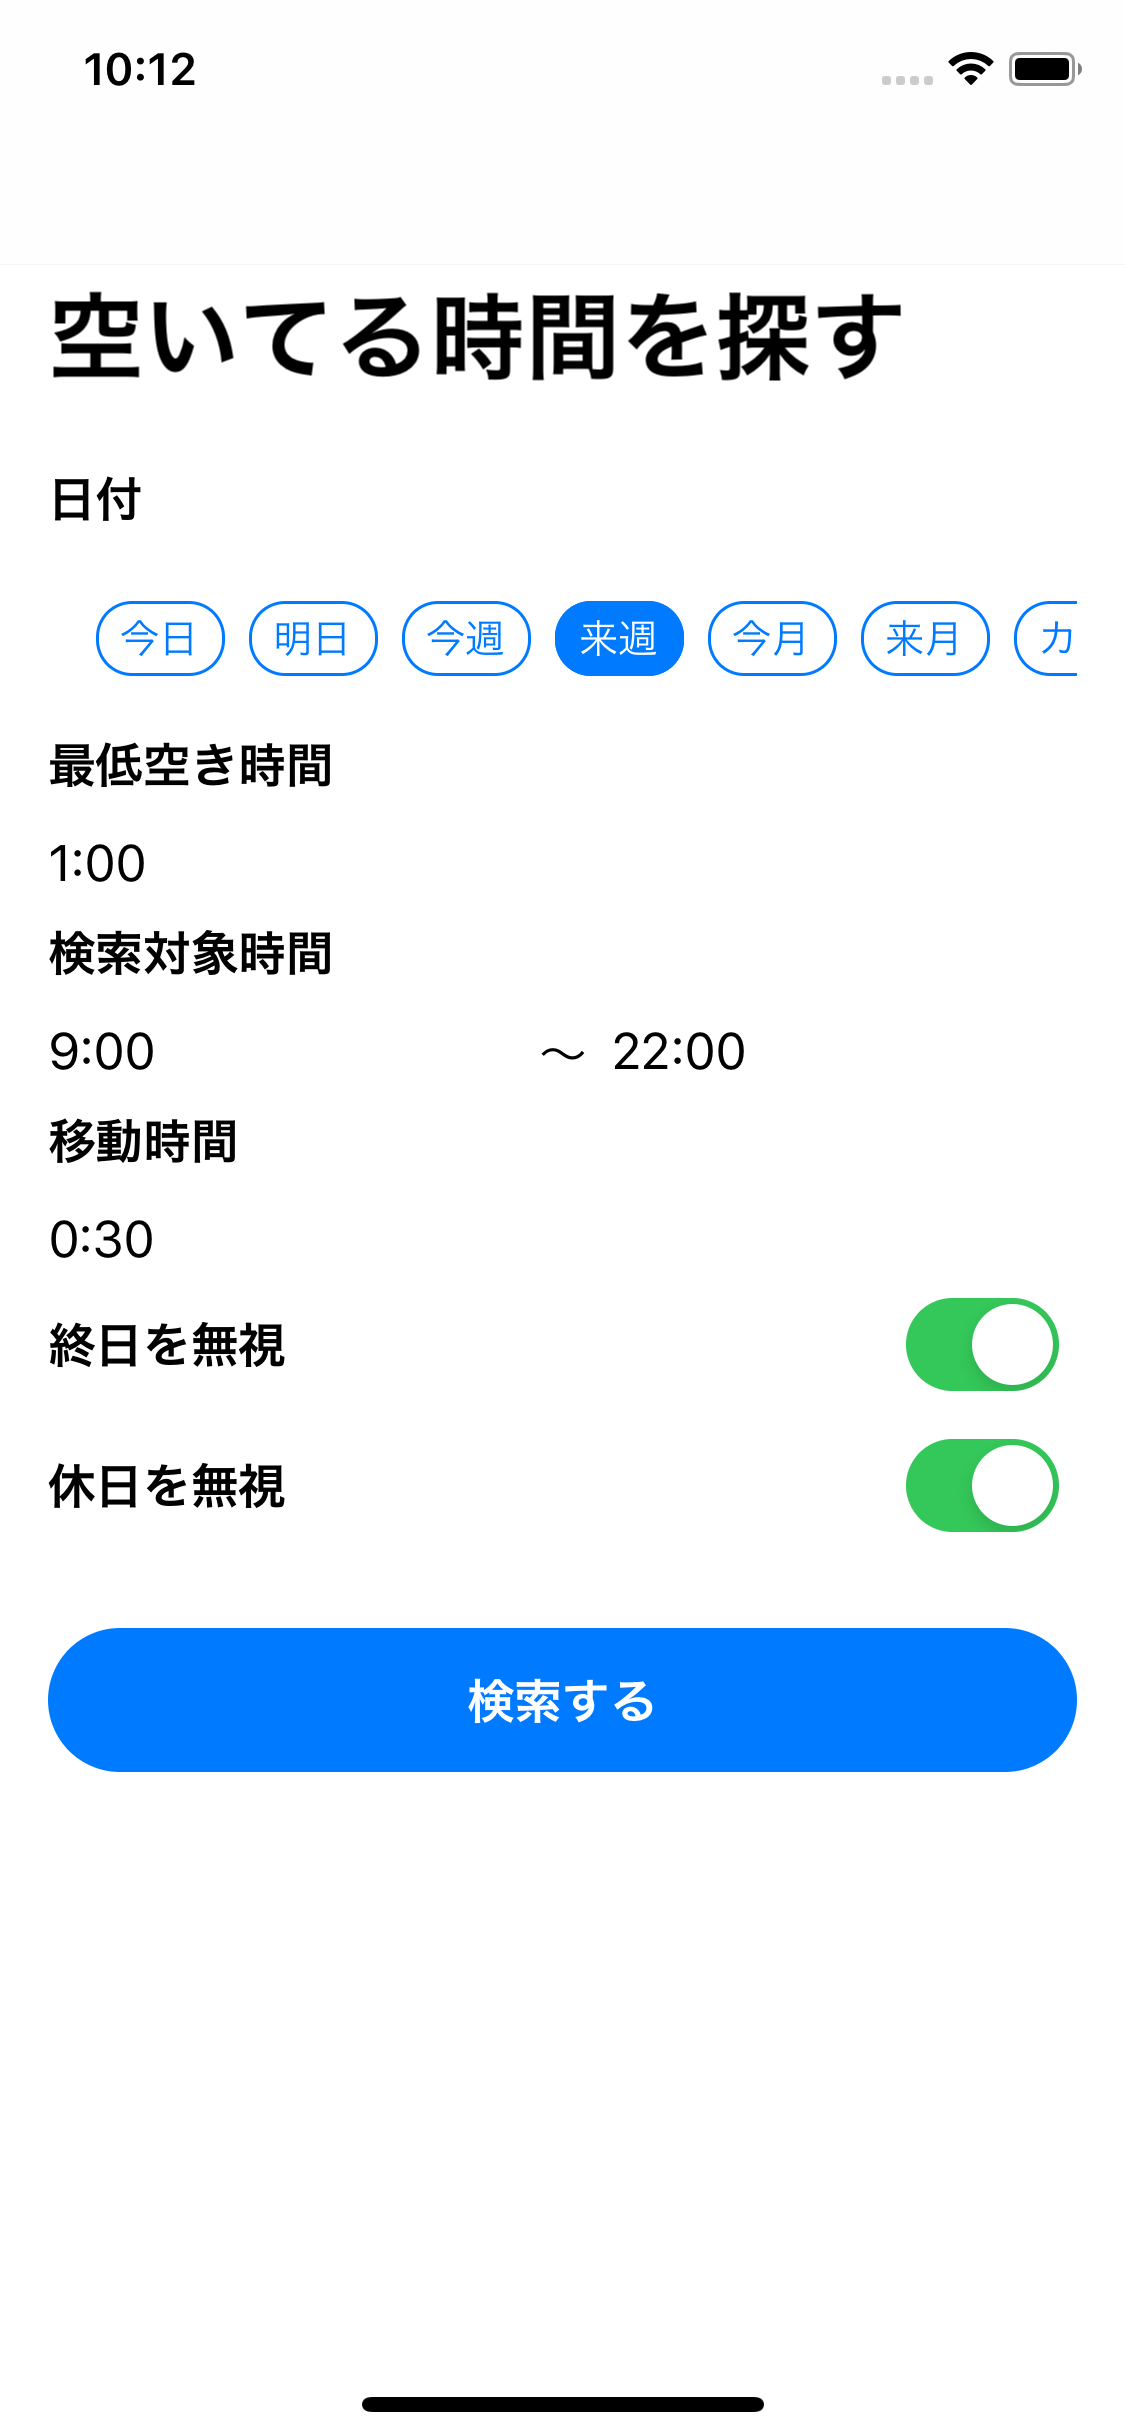 10:12
空いてる時間を探す
日付
今日 明日 今週 来週 今月 来月 カ
最低空き時間
1:00
検索対象時間
9:00 〜 22:00
移動時間
0:30
終日を無視
休日を無視
検索する